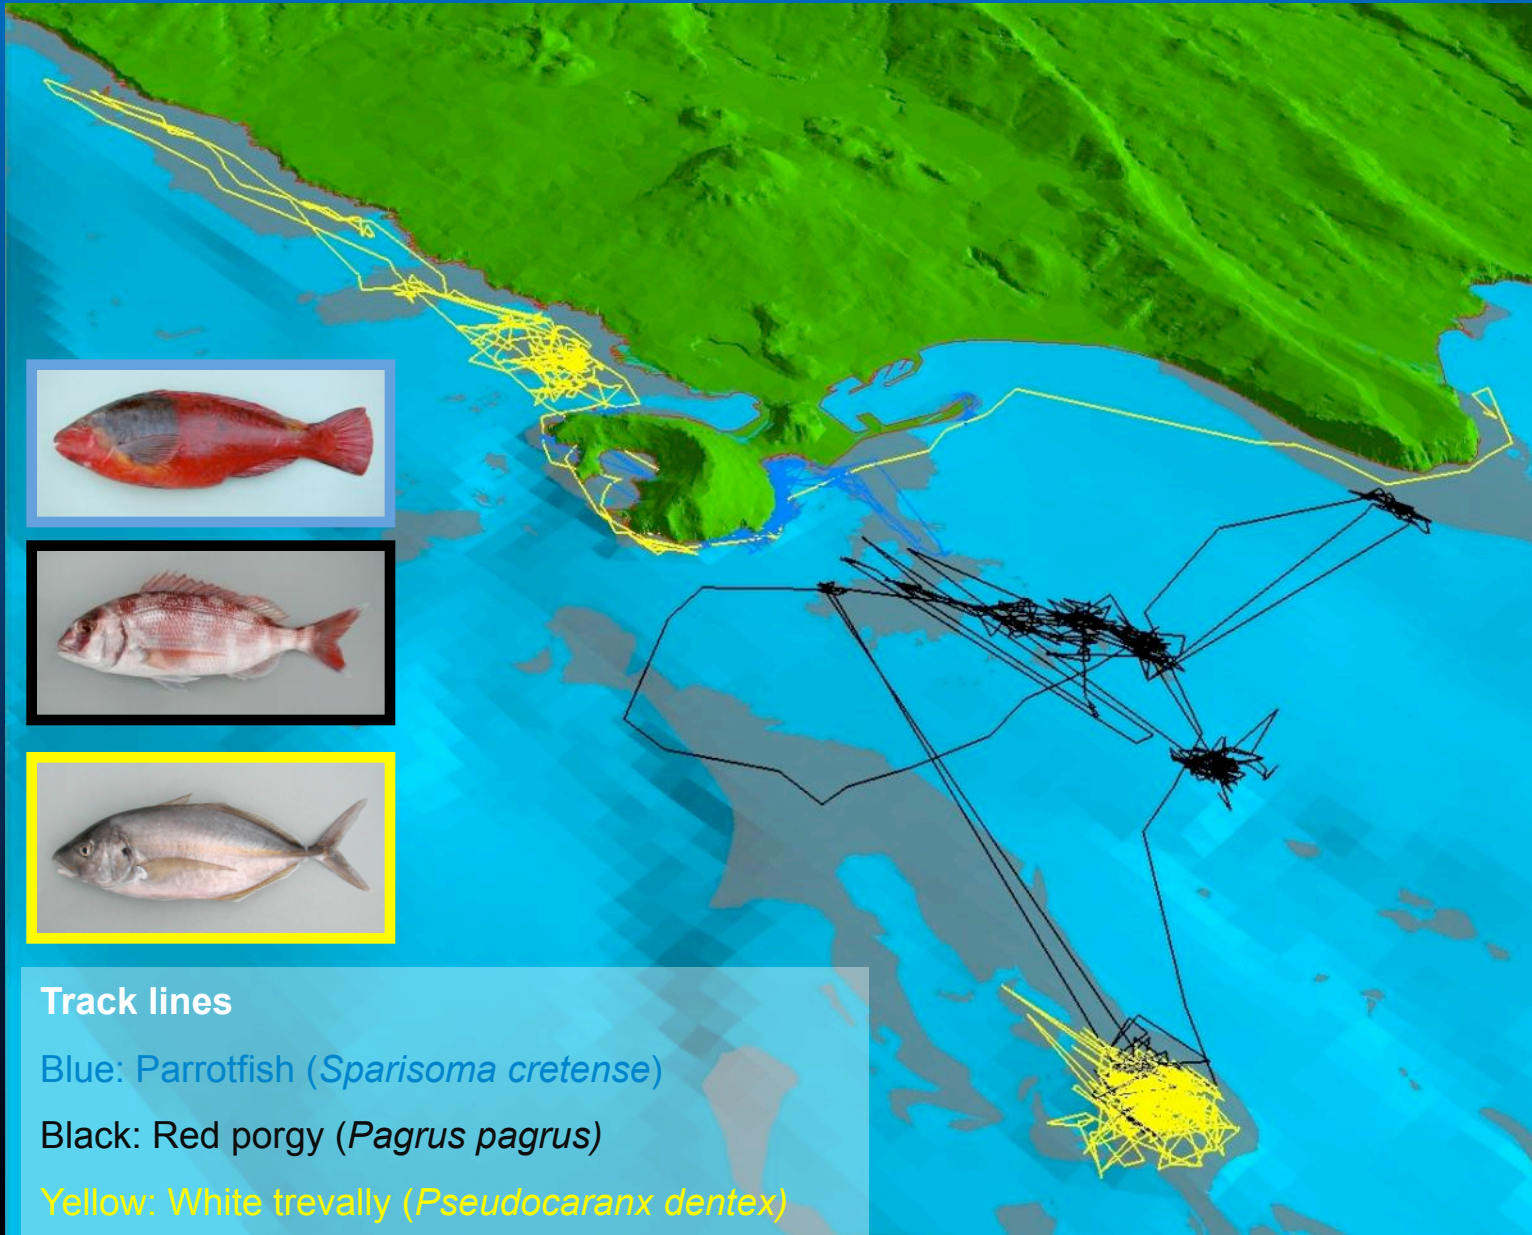 Track lines
Blue: Parrotfish (Sparisoma cretense)
Black: Red porgy (Pagrus pagrus)
Yellow: White trevally (Pseudocaranx dentex)